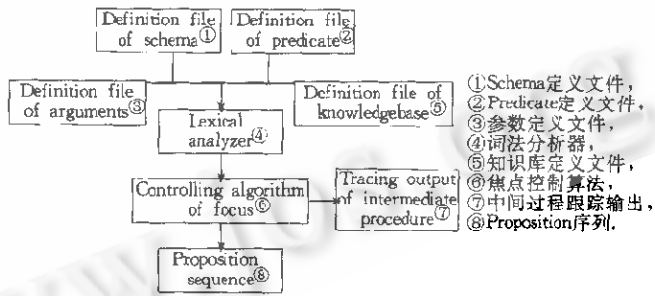 Definition file
of schema①
Definition file
of predicate②
Definition file
of arguments③
Definition file of
knowledgebase⑤
Lexical
analyzer④
Controlling algorithm
of focus⑥
Tracing output
of intermediate
procedure⑦
Proposition
sequence⑧
①Schema定义文件,
②Predicate定义文件,
③参数定义文件,
④词法分析器,
⑤知识库定义文件,
⑥焦点控制算法,
⑦中间过程跟踪输出,
⑧Proposition序列.